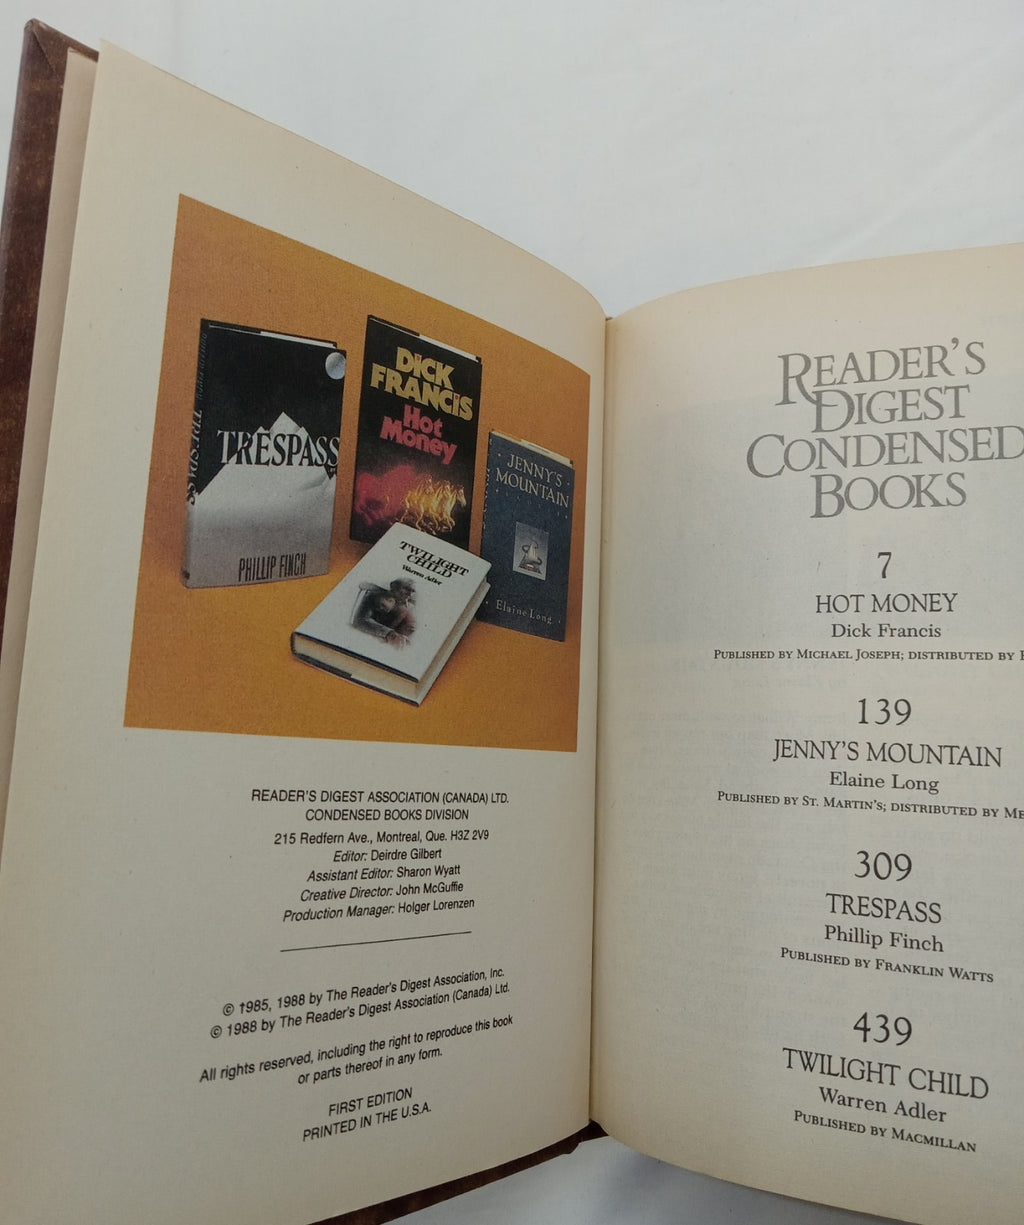 TRESPASS
TRESPASS
PHILLIP FINCH
DICK
FRANCIS
Hot
Money
JENNY'S
MOUNTAIN
Elaine Long
TWILIGHT
CHILD
Warren Adler
READER'S DIGEST ASSOCIATION (CANADA) LTD.
CONDENSED BOOKS DIVISION
215 Redfern Ave., Montreal, Que. H3Z 2V9
Editor: Deirdre Gilbert
Assistant Editor: Sharon Wyatt
Creative Director: John McGuffie
Production Manager: Holger Lorenzen
© 1985, 1988 by The Reader's Digest Association, Inc.
© 1988 by The Reader's Digest Association (Canada) Ltd.
All rights reserved, including the right to reproduce this book
or parts thereof in any form.
FIRST EDITION
PRINTED IN THE U.S.A.
READER'S
DIGEST
CONDENSED
BOOKS
7
HOT MONEY
Dick Francis
PUBLISHED BY MICHAEL JOSEPH; DISTRIBUTED BY
139
JENNY'S MOUNTAIN
Elaine Long
PUBLISHED BY ST. MARTIN'S; DISTRIBUTED BY
309
TRESPASS
Phillip Finch
PUBLISHED BY FRANKLIN WATTS
439
TWILIGHT CHILD
Warren Adler
PUBLISHED BY MACMILLAN